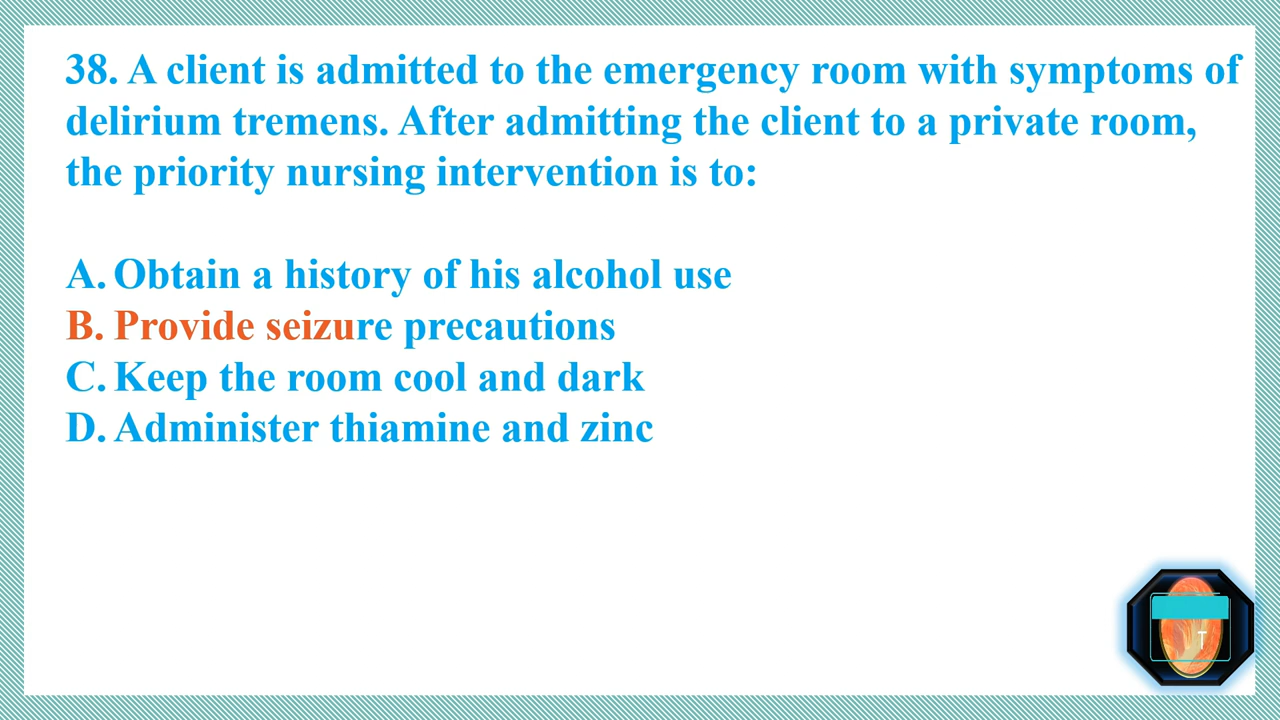 38. A client is admitted to the emergency room with symptoms of
delirium tremens. After admitting the client to a private room,
the priority nursing intervention is to:
A. Obtain a history of his alcohol use
B. Provide seizure precautions
C. Keep the room cool and dark
D. Administer thiamine and zinc
T